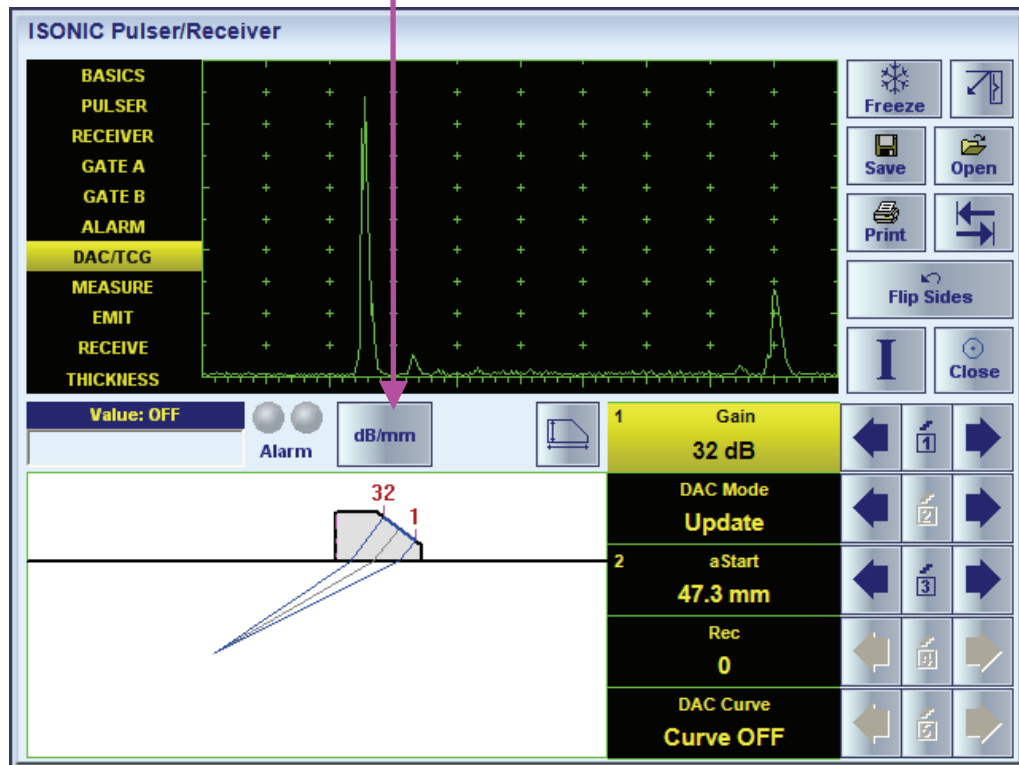 ISONIC Pulser/Receiver
BASICS
PULSER
RECEIVER
GATE A
GATE B
ALARM
DAC/TCG
MEASURE
EMIT
RECEIVE
THICKNESS
Freeze
Save
Open
Print
Flip Sides
I
Close
Value: OFF
Alarm
dB/mm
1 Gain
32 dB
1
DAC Mode
Update
2
2 aStart
47.3 mm
3
Rec
0
4
DAC Curve
Curve OFF
5
32
1